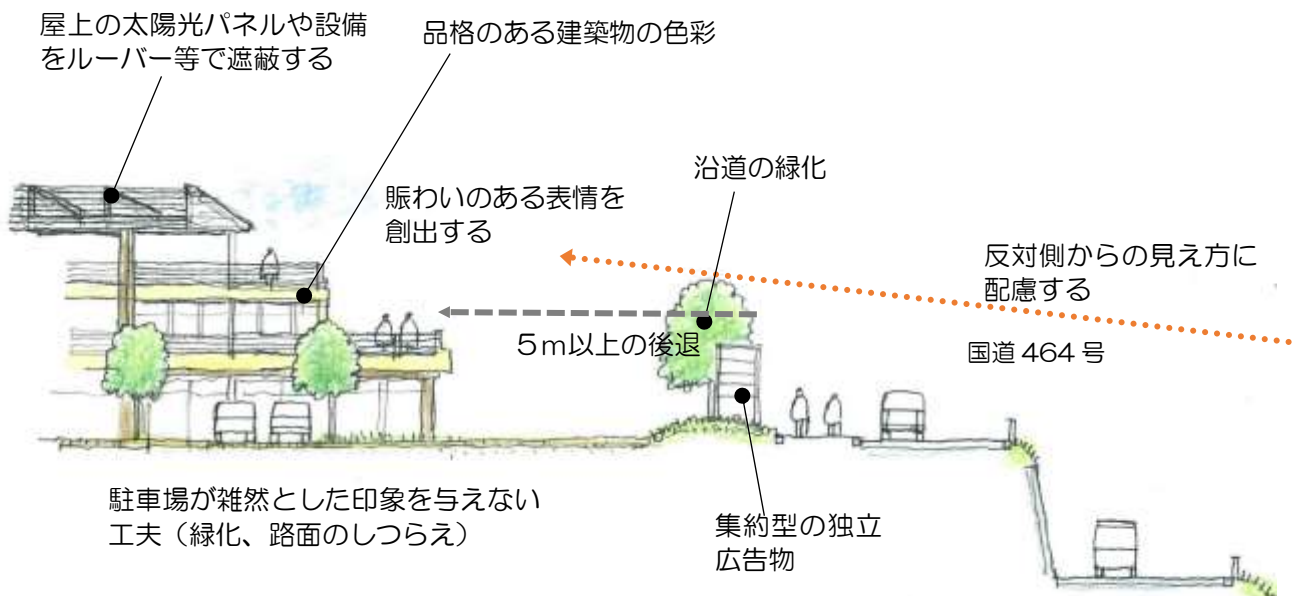 屋上の太陽光パネルや設備
をルーバー等で遮蔽する
品格のある建築物の色彩
沿道の緑化
賑わいのある表情を
創出する
反対側からの見え方に
配慮する
5m以上の後退
国道464号
駐車場が雑然とした印象を与えない
工夫（緑化、路面のしつらえ）
集約型の独立
広告物